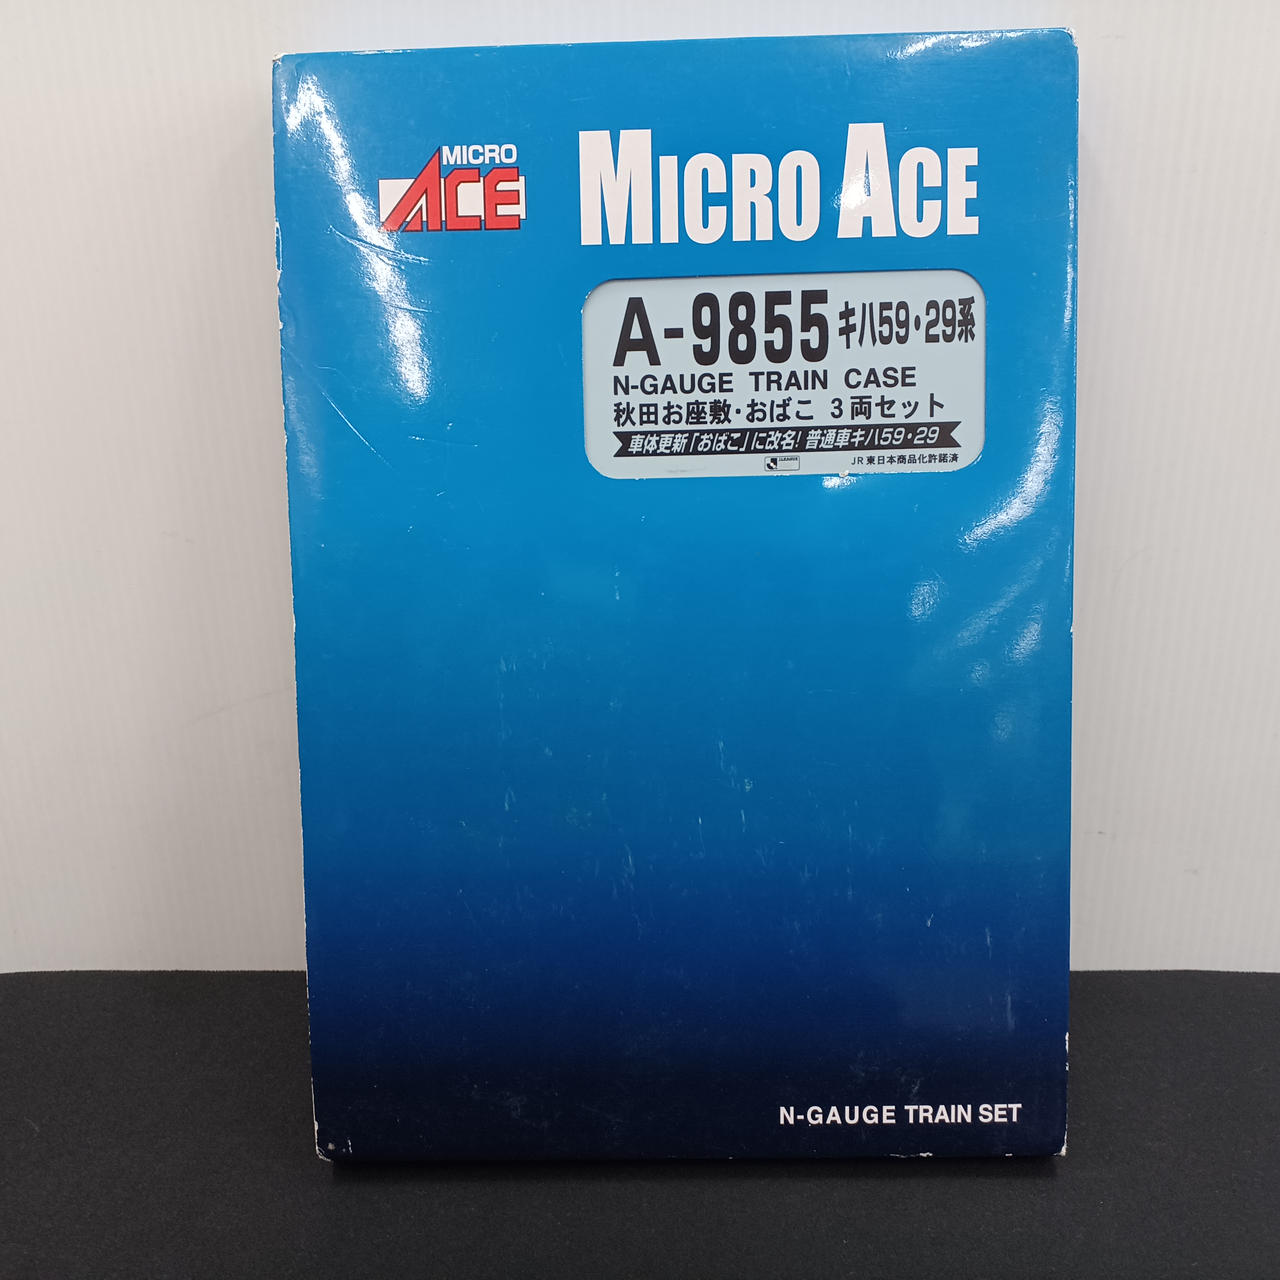 MICRO
ACE
MICRO ACE
A-9855 キハ59・29系
N-GAUGE TRAIN CASE
秋田お座敷・おばこ 3両セット
車体更新「おばこ」に改名! 普通車キハ59・29
JR東日本商品化許諾済
N-GAUGE TRAIN SET